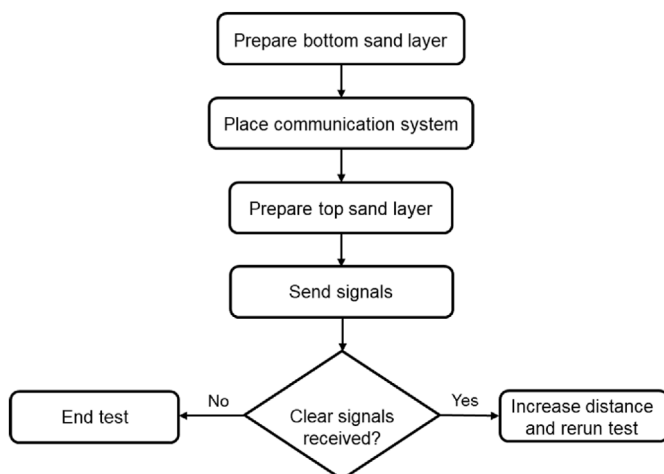 Prepare bottom sand layer
Place communication system
Prepare top sand layer
Send signals
No
Yes
End test
Clear signals
received?
Increase distance
and rerun test